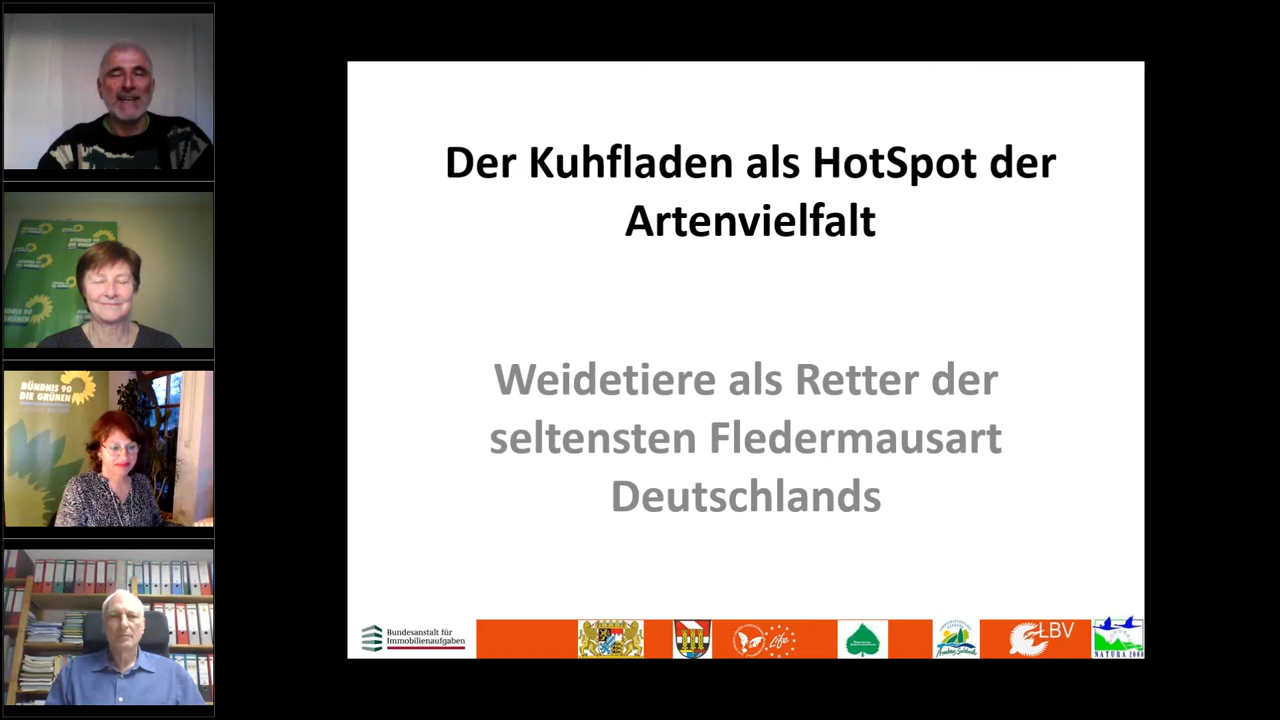 Der Kuhfladen als HotSpot der
Artenvielfalt
Weidetiere als Retter der
seltensten Fledermausart
Deutschlands
BÜNDNIS 90
DIE GRÜNEN
Bundesanstalt für
Immobilienaufgaben
Life
LBV
NATURA 2000